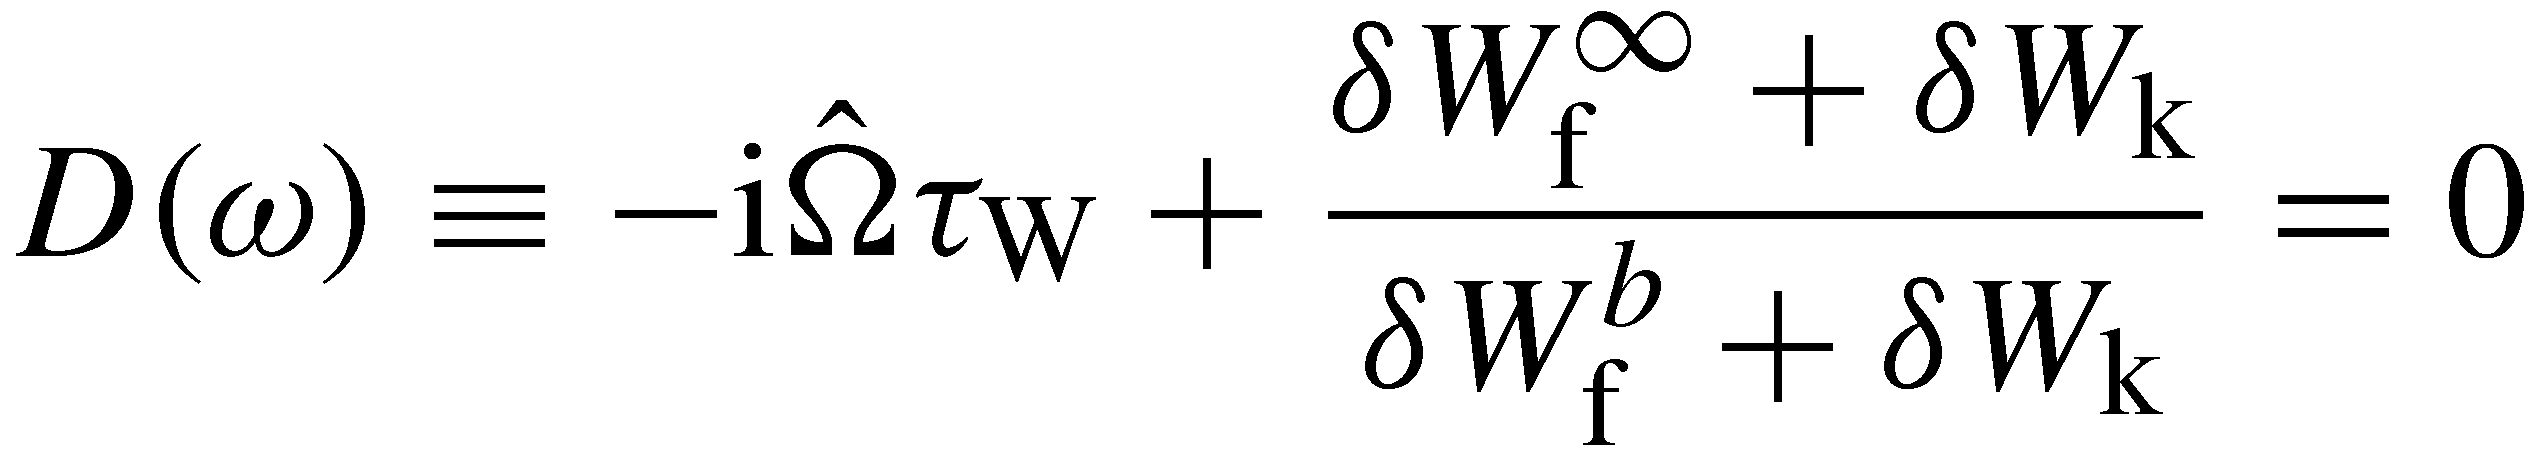 D(ω) ≡ −iΩ̂τ_W + (δW_f^∞ + δW_k)/(δW_f^b + δW_k) = 0